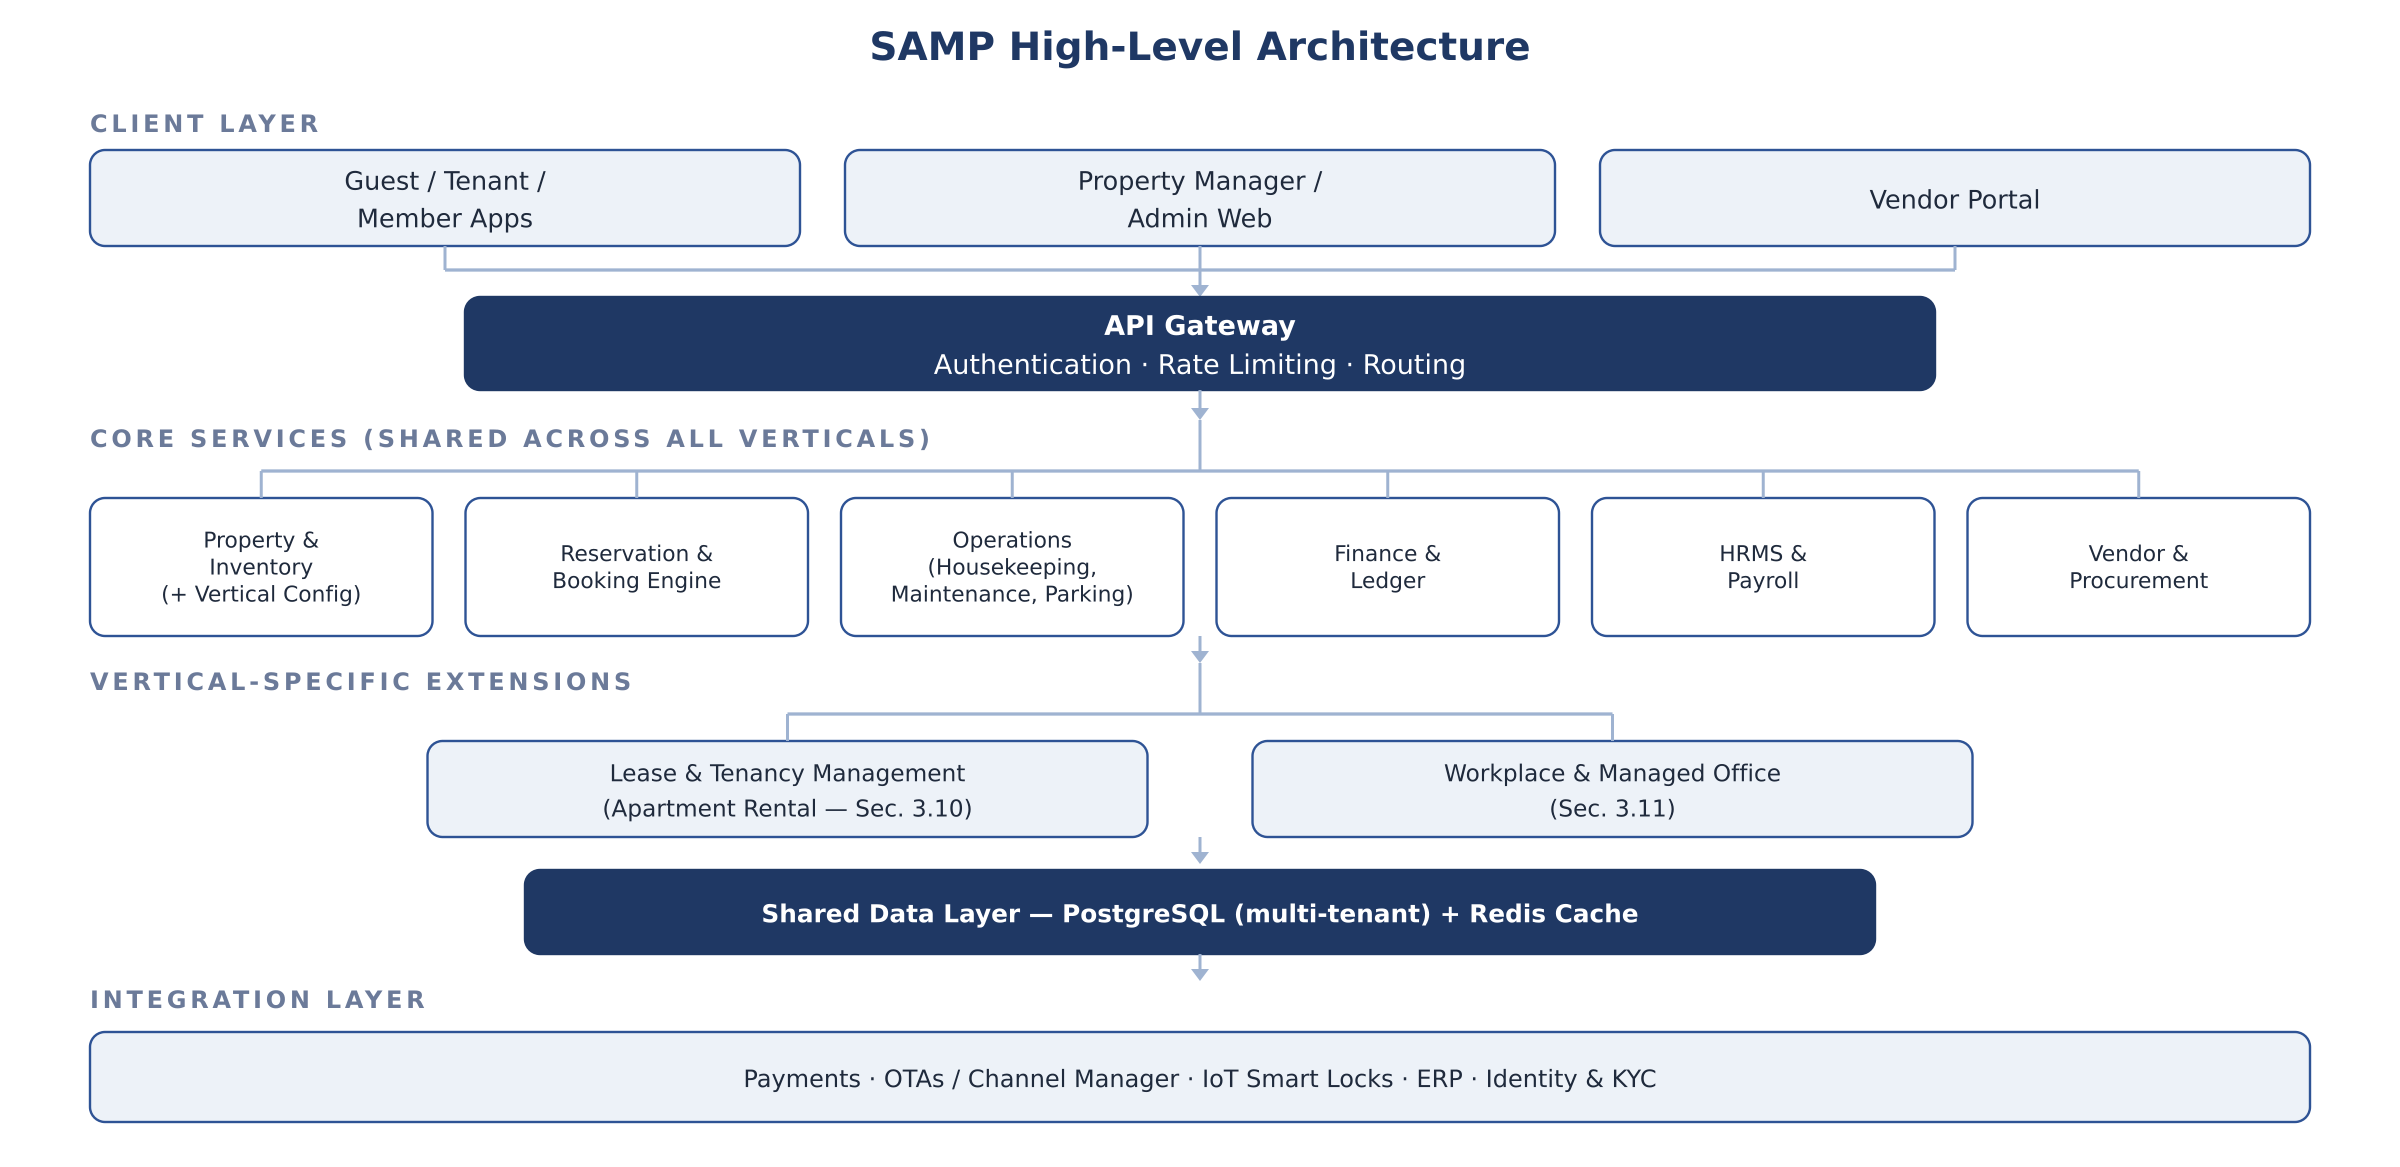 SAMP High-Level Architecture
CLIENT LAYER
Guest / Tenant /
Member Apps
Property Manager /
Admin Web
Vendor Portal
API Gateway
Authentication · Rate Limiting · Routing
CORE SERVICES (SHARED ACROSS ALL VERTICALS)
Property &
Inventory
(+ Vertical Config)
Reservation &
Booking Engine
Operations
(Housekeeping,
Maintenance, Parking)
Finance &
Ledger
HRMS &
Payroll
Vendor &
Procurement
VERTICAL-SPECIFIC EXTENSIONS
Lease & Tenancy Management
(Apartment Rental — Sec. 3.10)
Workplace & Managed Office
(Sec. 3.11)
Shared Data Layer — PostgreSQL (multi-tenant) + Redis Cache
INTEGRATION LAYER
Payments · OTAs / Channel Manager · IoT Smart Locks · ERP · Identity & KYC